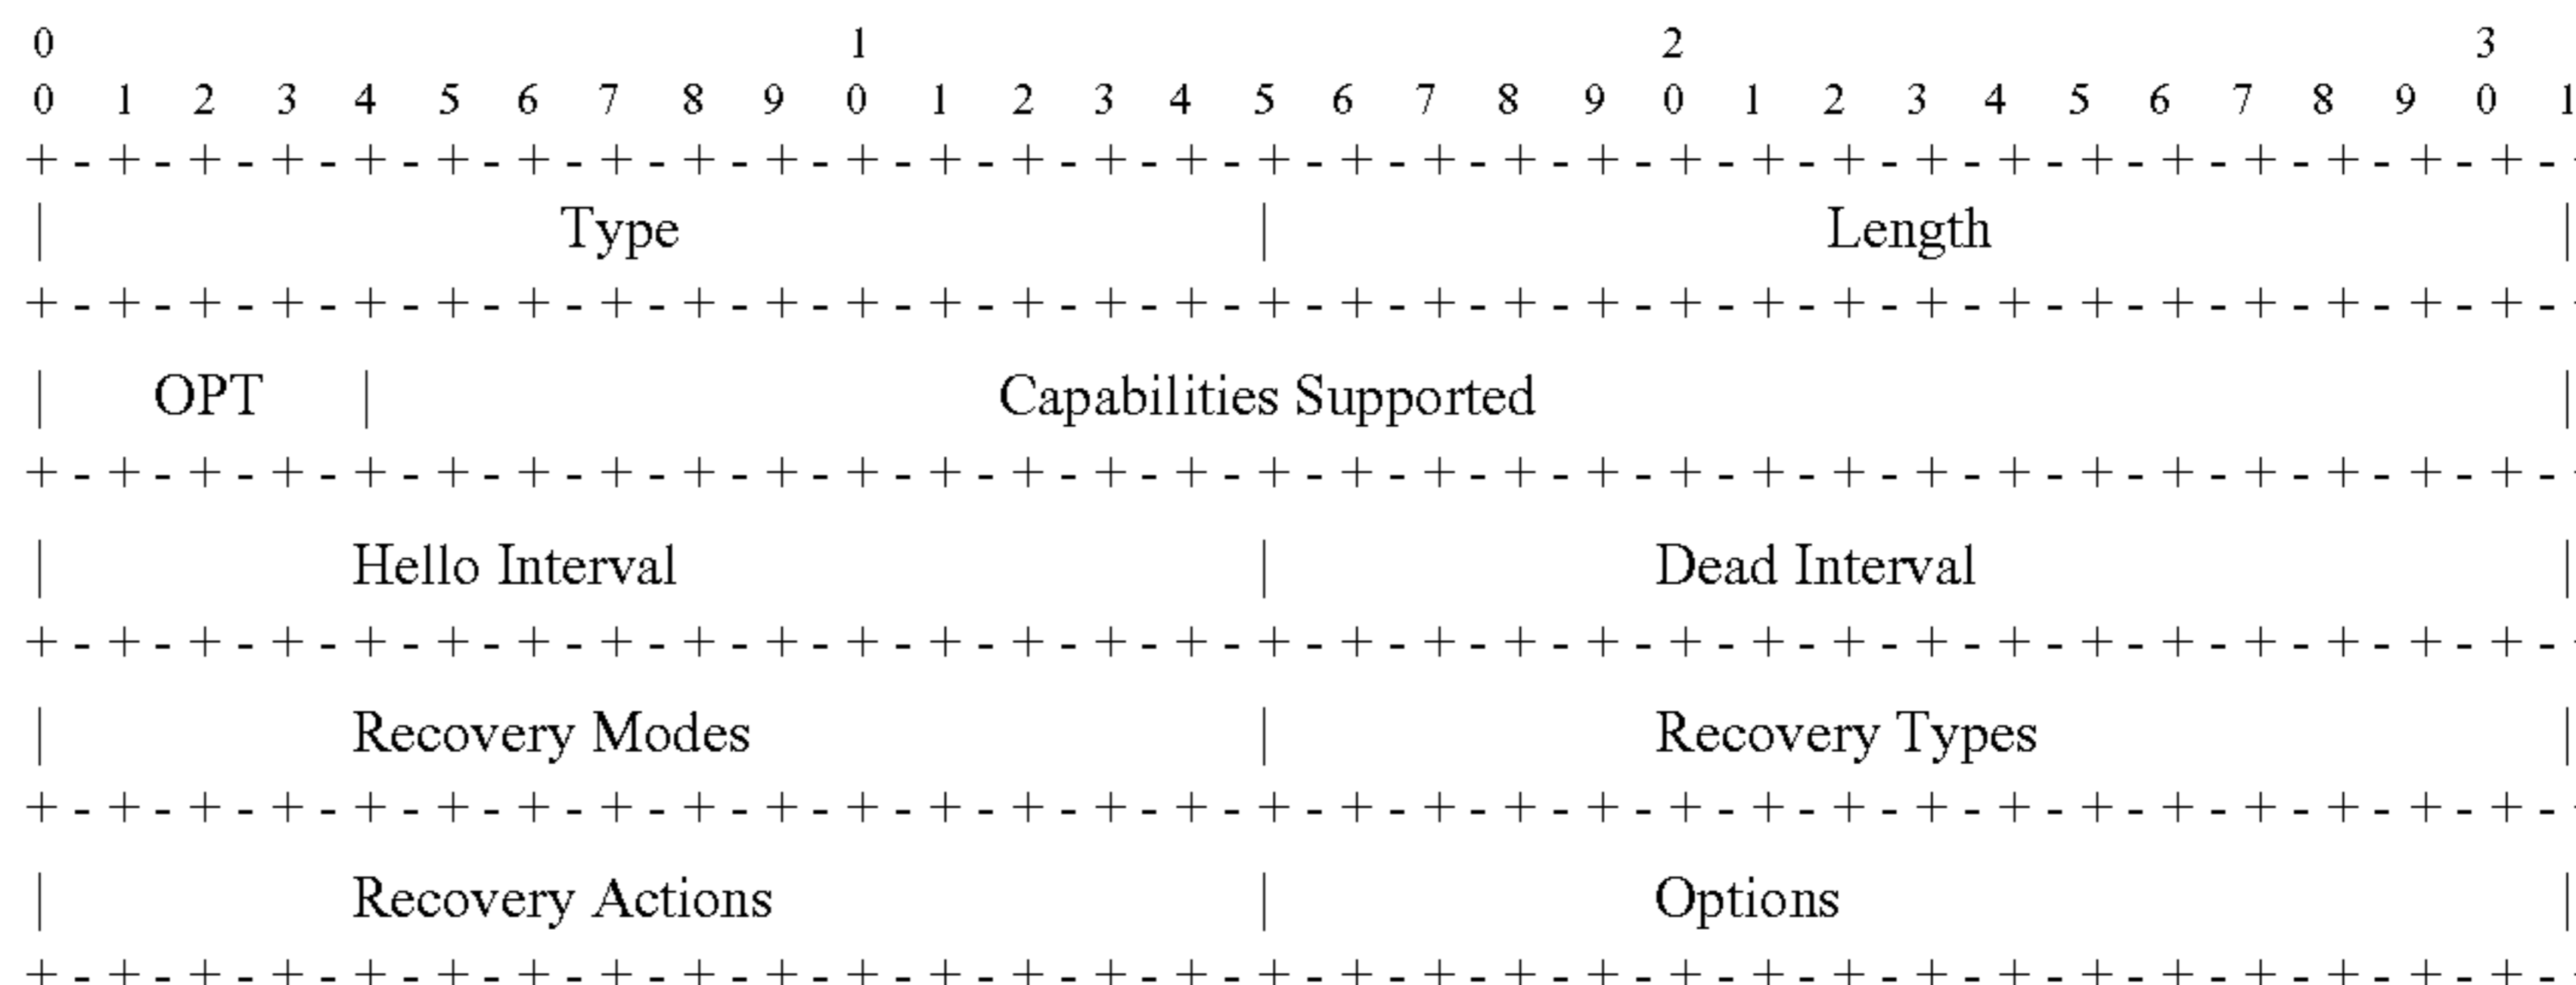 0 1 2 3
0 1 2 3 4 5 6 7 8 9 0 1 2 3 4 5 6 7 8 9 0 1 2 3 4 5 6 7 8 9 0 1
+ - + - + - + - + - + - + - + - + - + - + - + - + - + - + - + - + - + - + - + - + - + - + - + - + - + - + - + - + - + - + -
| Type | Length |
+ - + - + - + - + - + - + - + - + - + - + - + - + - + - + - + - + - + - + - + - + - + - + - + - + - + - + - + - + - + - + -
| OPT | Capabilities Supported |
+ - + - + - + - + - + - + - + - + - + - + - + - + - + - + - + - + - + - + - + - + - + - + - + - + - + - + - + - + - + - + -
| Hello Interval | Dead Interval |
+ - + - + - + - + - + - + - + - + - + - + - + - + - + - + - + - + - + - + - + - + - + - + - + - + - + - + - + - + - + - + -
| Recovery Modes | Recovery Types |
+ - + - + - + - + - + - + - + - + - + - + - + - + - + - + - + - + - + - + - + - + - + - + - + - + - + - + - + - + - + - + -
| Recovery Actions | Options |
+ - + - + - + - + - + - + - + - + - + - + - + - + - + - + - + - + - + - + - + - + - + - + - + - + - + - + - + - + - + - + -